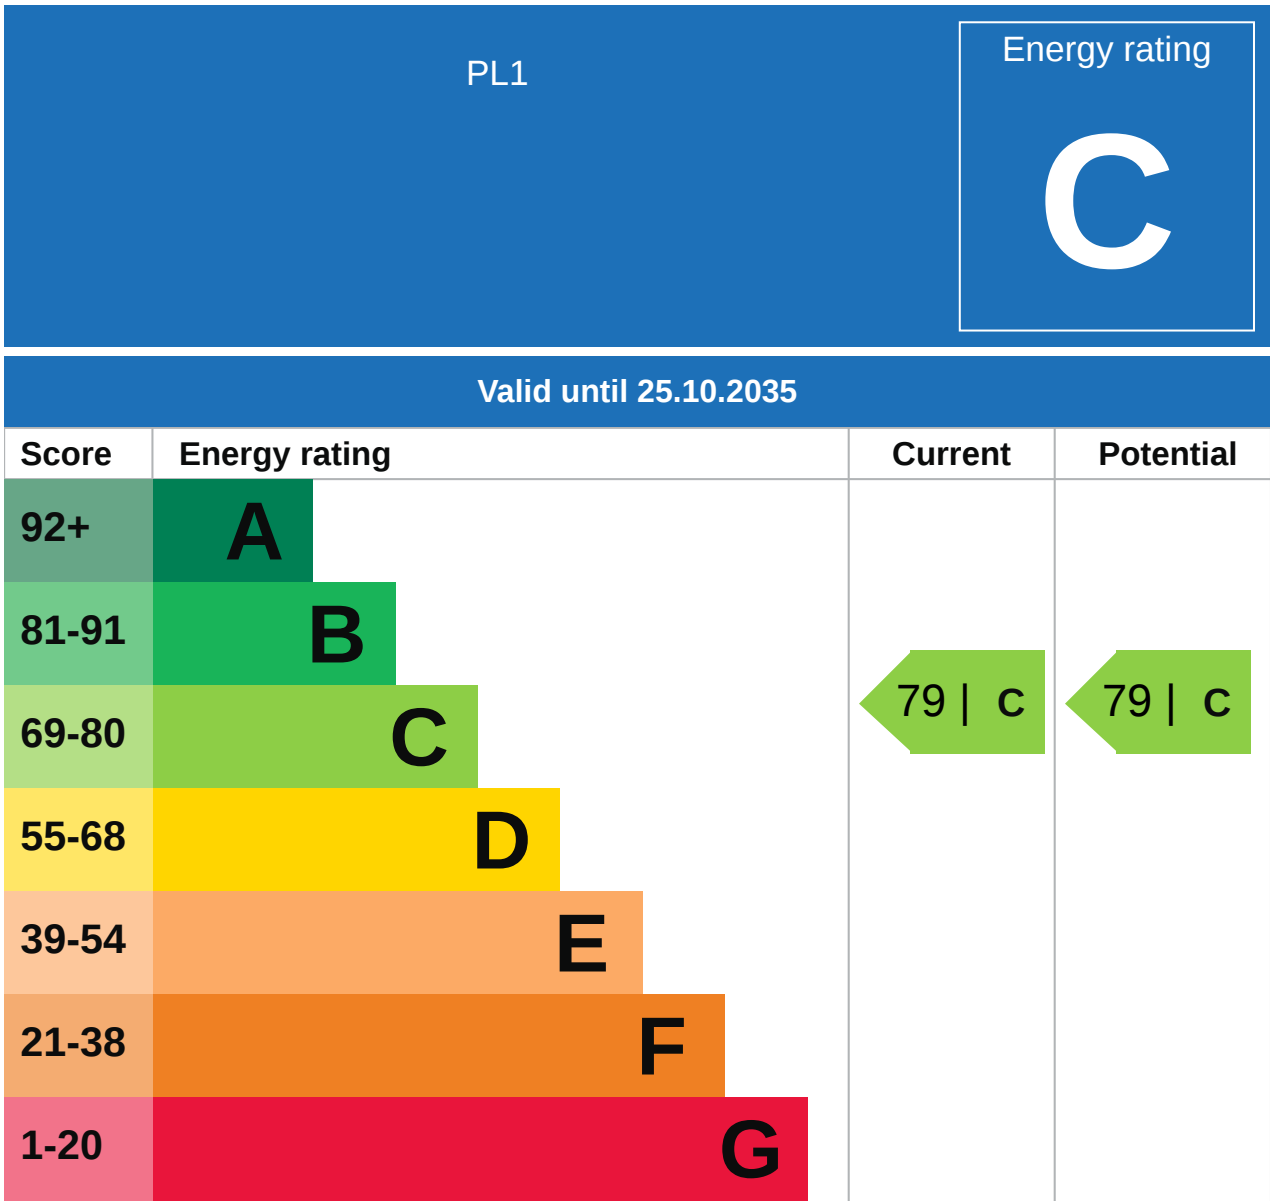 PL1
Energy rating
C
Valid until 25.10.2035
Score Energy rating Current Potential
92+ A
81-91 B
69-80 C 79 | C 79 | C
55-68 D
39-54 E
21-38 F
1-20 G